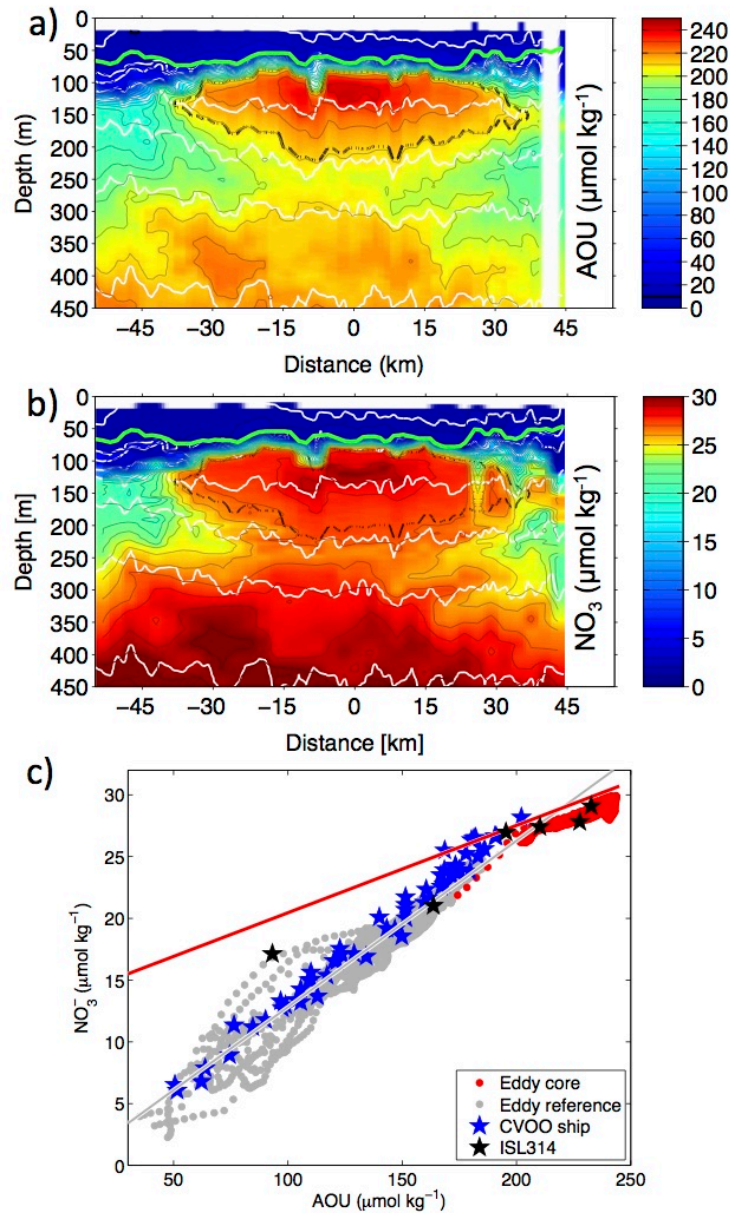 a)
0
50
100
150
200
250
300
350
400
450
Depth (m)
−45 −30 −15 0 15 30 45
Distance (km)
AOU (µmol kg⁻¹)
240
220
200
180
160
140
120
100
80
60
40
20
0
b)
0
50
100
150
200
250
300
350
400
450
Depth [m]
−45 −30 −15 0 15 30 45
Distance [km]
NO₃ (µmol kg⁻¹)
30
25
20
15
10
5
0
c)
30
25
20
15
10
5
0
NO₃⁻ (µmol kg⁻¹)
50 100 150 200 250
AOU (µmol kg⁻¹)
Eddy core
Eddy reference
CVOO ship
ISL314